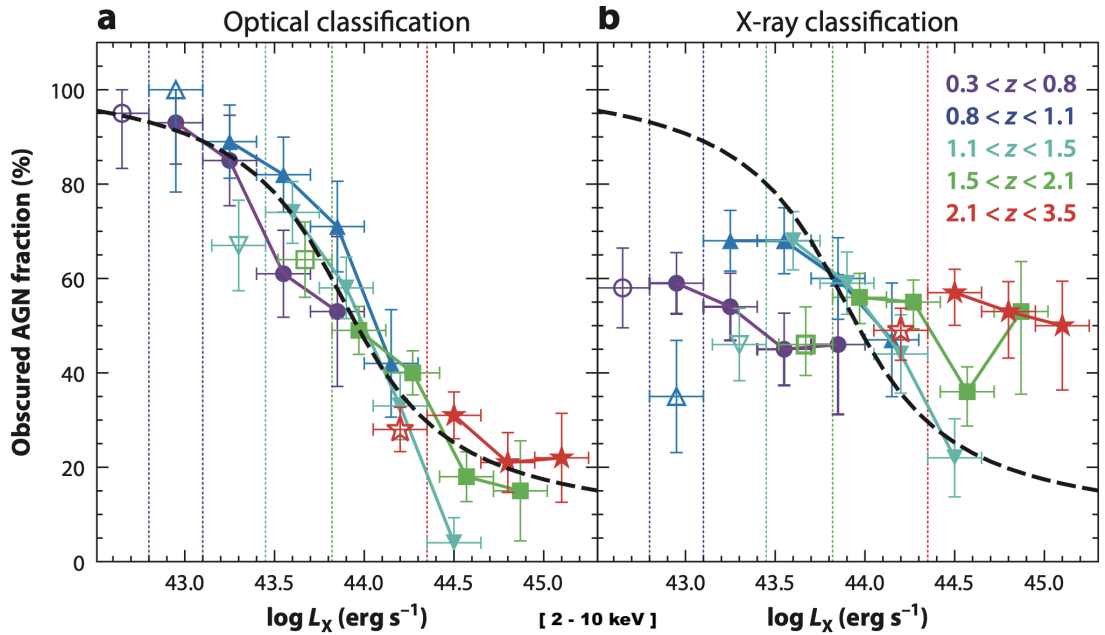 a
Optical classification
b
X-ray classification
Obscured AGN fraction (%)
100
80
60
40
20
0
0.3 < z < 0.8
0.8 < z < 1.1
1.1 < z < 1.5
1.5 < z < 2.1
2.1 < z < 3.5
43.0 43.5 44.0 44.5 45.0
43.0 43.5 44.0 44.5 45.0
log Lₓ (erg s⁻¹)
[ 2 - 10 keV ]
log Lₓ (erg s⁻¹)